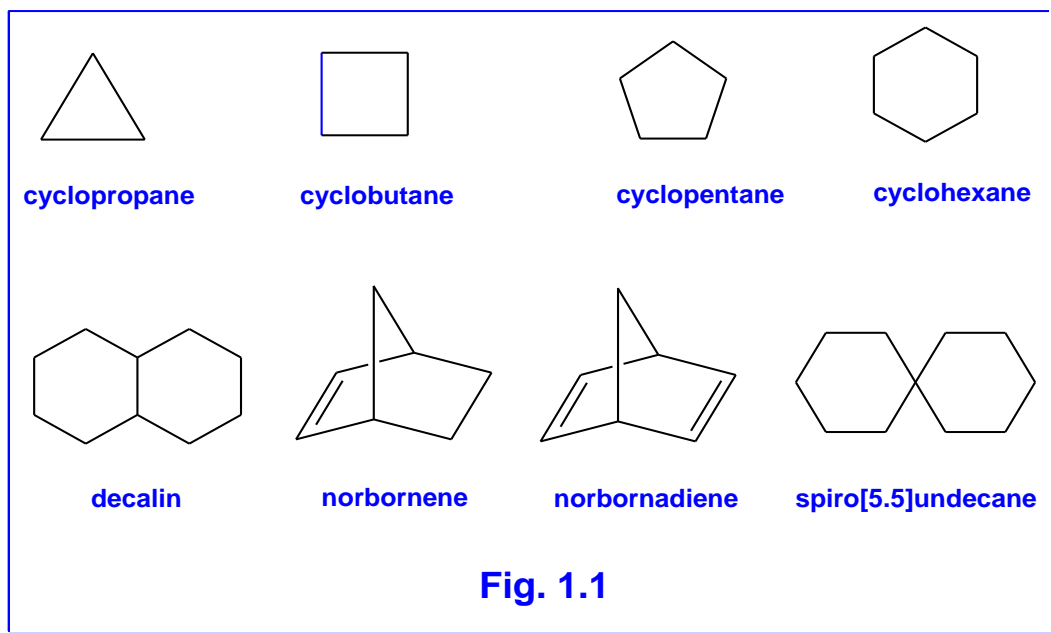 cyclopropane cyclobutane cyclopentane cyclohexane
decalin norbornene norbornadiene spiro[5.5]undecane
Fig. 1.1